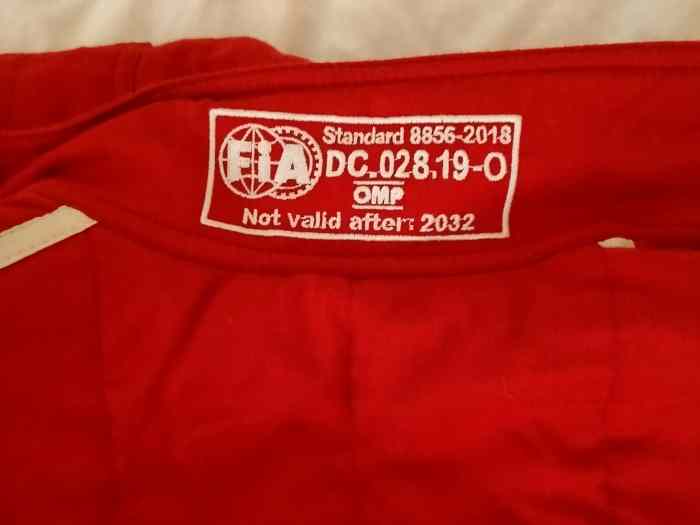 FIA
Standard 8856-2018
DC.028.19-O
OMP
Not valid after: 2032